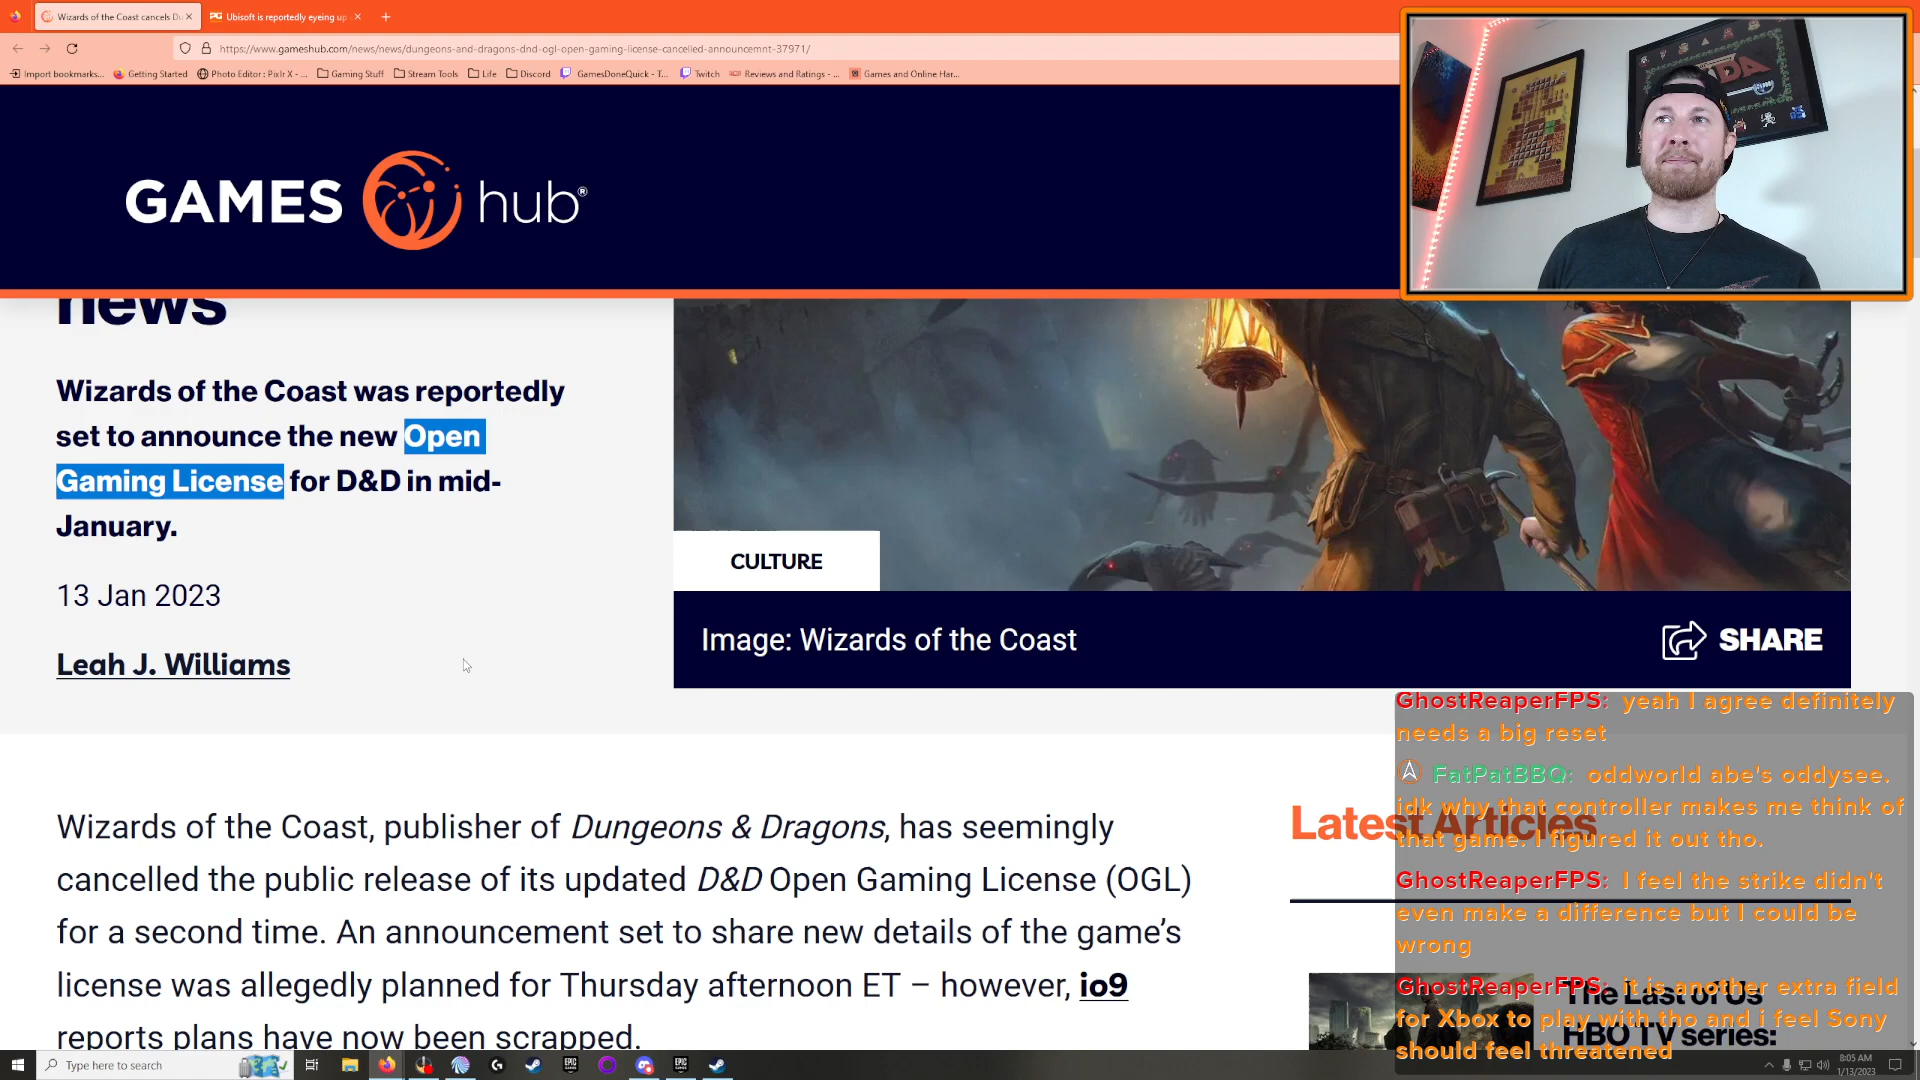 Wizards of the Coast cancels Du
Ubisoft is reportedly eyeing up
https://www.gameshub.com/news/news/dungeons-and-dragons-dnd-ogl-open-gaming-license-cancelled-announcemnt-37971/
Import bookmarks...
Getting Started
Photo Editor : Pixlr X - ...
Gaming Stuff
Stream Tools
Life
Discord
GamesDoneQuick - T...
Twitch
Reviews and Ratings - ...
Games and Online Har...
GAMES hub®
news
Wizards of the Coast was reportedly
set to announce the new Open
Gaming License for D&D in mid-
January.
13 Jan 2023
Leah J. Williams
CULTURE
Image: Wizards of the Coast
SHARE
Wizards of the Coast, publisher of Dungeons & Dragons, has seemingly
cancelled the public release of its updated D&D Open Gaming License (OGL)
for a second time. An announcement set to share new details of the game's
license was allegedly planned for Thursday afternoon ET – however, io9
reports plans have now been scrapped.
Latest Articles
The Last of Us
HBO TV series:
GhostReaperFPS: yeah I agree definitely
needs a big reset
FatPatBBQ: oddworld abe's oddysee.
idk why that controller makes me think of
that game. I figured it out tho.
GhostReaperFPS: I feel the strike didn't
even make a difference but I could be
wrong
GhostReaperFPS: it is another extra field
for Xbox to play with tho and i feel Sony
should feel threatened
Type here to search
8:05 AM
1/13/2023